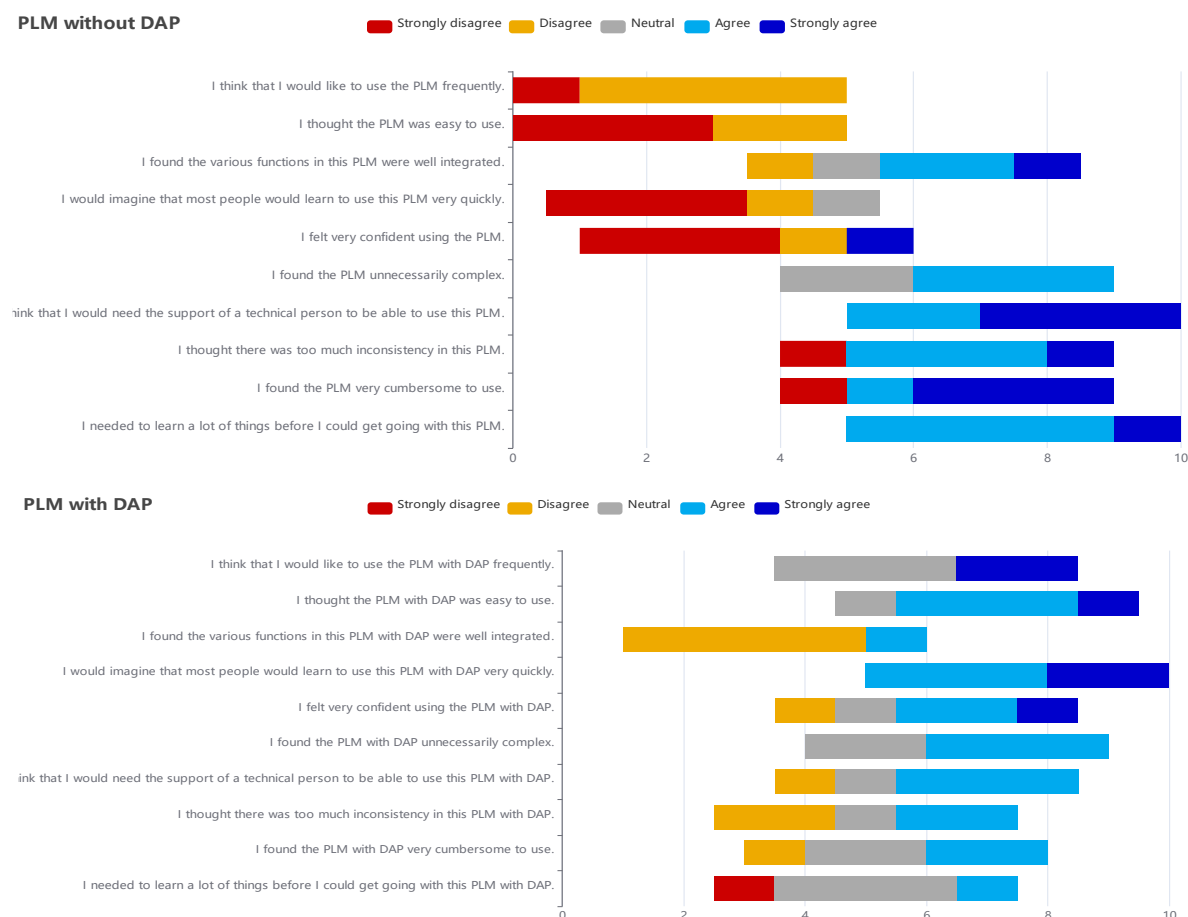 PLM without DAP
Strongly disagree Disagree Neutral Agree Strongly agree
I think that I would like to use the PLM frequently.
I thought the PLM was easy to use.
I found the various functions in this PLM were well integrated.
I would imagine that most people would learn to use this PLM very quickly.
I felt very confident using the PLM.
I found the PLM unnecessarily complex.
that I would need the support of a technical person to be able to use this PLM.
I thought there was too much inconsistency in this PLM.
I found the PLM very cumbersome to use.
I needed to learn a lot of things before I could get going with this PLM.
0 2 4 6 8 10
PLM with DAP
Strongly disagree Disagree Neutral Agree Strongly agree
I think that I would like to use the PLM with DAP frequently.
I thought the PLM with DAP was easy to use.
I found the various functions in this PLM with DAP were well integrated.
I would imagine that most people would learn to use this PLM with DAP very quickly.
I felt very confident using the PLM with DAP.
I found the PLM with DAP unnecessarily complex.
that I would need the support of a technical person to be able to use this PLM with DAP.
I thought there was too much inconsistency in this PLM with DAP.
I found the PLM with DAP very cumbersome to use.
I needed to learn a lot of things before I could get going with this PLM with DAP.
0 2 4 6 8 10